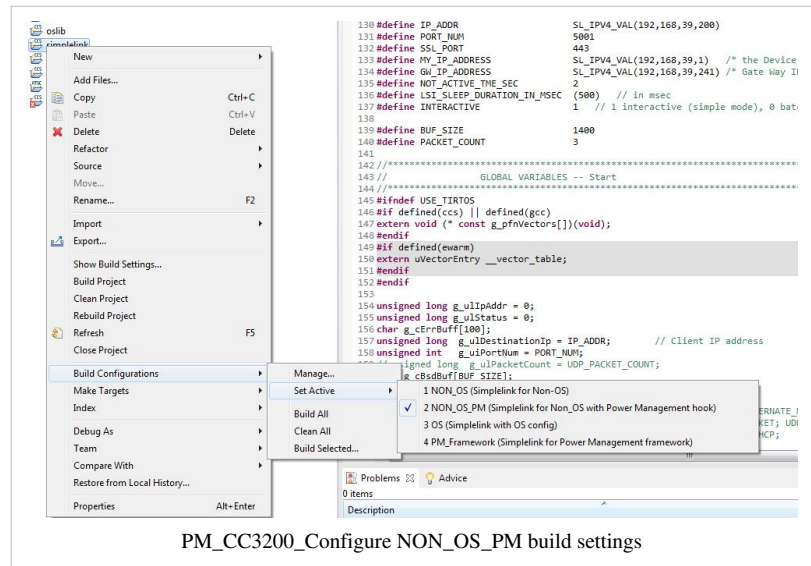 oslib
simplelink
New
Add Files...
Copy Ctrl+C
Paste Ctrl+V
Delete Delete
Refactor
Source
Move...
Rename... F2
Import
Export...
Show Build Settings...
Build Project
Clean Project
Rebuild Project
Refresh F5
Close Project
Build Configurations
Make Targets
Index
Debug As
Team
Compare With
Restore from Local History...
Properties Alt+Enter
Manage...
Set Active
Build All
Clean All
Build Selected...
1 NON_OS (Simplelink for Non-OS)
2 NON_OS_PM (Simplelink for Non_OS with Power Management hook)
3 OS (Simplelink with OS config)
4 PM_Framework (Simplelink for Power Management framework)
130 #define IP_ADDR SL_IPV4_VAL(192,168,39,200)
131 #define PORT_NUM 5001
132 #define SSL_PORT 443
133 #define MY_IP_ADDRESS SL_IPV4_VAL(192,168,39,1) /* the Device
134 #define GW_IP_ADDRESS SL_IPV4_VAL(192,168,39,241) /* Gate Way I
135 #define NOT_ACTIVE_TME_SEC 2
136 #define LSI_SLEEP_DURATION_IN_MSEC (500) // in msec
137 #define INTERACTIVE 1 // 1 interactive (simple mode), 0 bat
138
139 #define BUF_SIZE 1400
140 #define PACKET_COUNT 3
141
142 //****************************************************************************
143 // GLOBAL VARIABLES -- Start
144 //****************************************************************************
145 #ifndef USE_TIRTOS
146 #if defined(ccs) || defined(gcc)
147 extern void (* const g_pfnVectors[])(void);
148 #endif
149 #if defined(ewarm)
150 extern uVectorEntry __vector_table;
151 #endif
152 #endif
153
154 unsigned long g_ulIpAddr = 0;
155 unsigned long g_ulStatus = 0;
156 char g_cErrBuff[100];
157 unsigned long g_ulDestinationIp = IP_ADDR; // Client IP address
158 unsigned int g_uiPortNum = PORT_NUM;
signed long g_ulPacketCount = UDP_PACKET_COUNT;
g_cBsdBuf[BUF_SIZE];
ERNATE_M
KET; UDP
HCP;
Problems Advice
0 items
Description
PM_CC3200_Configure NON_OS_PM build settings